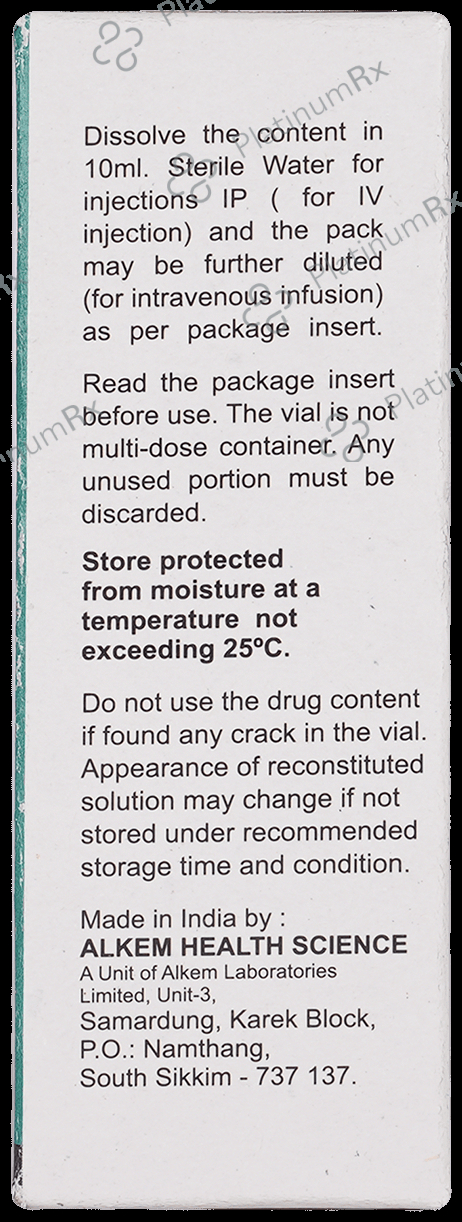 Dissolve the content in
10ml. Sterile Water for
injections IP ( for IV
injection) and the pack
may be further diluted
(for intravenous infusion)
as per package insert.
Read the package insert
before use. The vial is not
multi-dose container. Any
unused portion must be
discarded.
Store protected
from moisture at a
temperature not
exceeding 25ºC.
Do not use the drug content
if found any crack in the vial.
Appearance of reconstituted
solution may change if not
stored under recommended
storage time and condition.
Made in India by :
ALKEM HEALTH SCIENCE
A Unit of Alkem Laboratories
Limited, Unit-3,
Samardung, Karek Block,
P.O.: Namthang,
South Sikkim - 737 137.
PlatinumRx
PlatinumRx